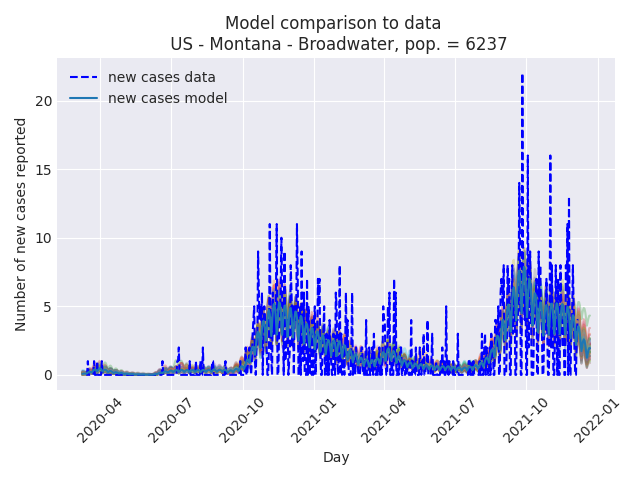 Model comparison to data
US - Montana - Broadwater, pop. = 6237
new cases data
new cases model
Number of new cases reported
20
15
10
5
0
2020-04
2020-07
2020-10
2021-01
2021-04
2021-07
2021-10
2022-01
Day